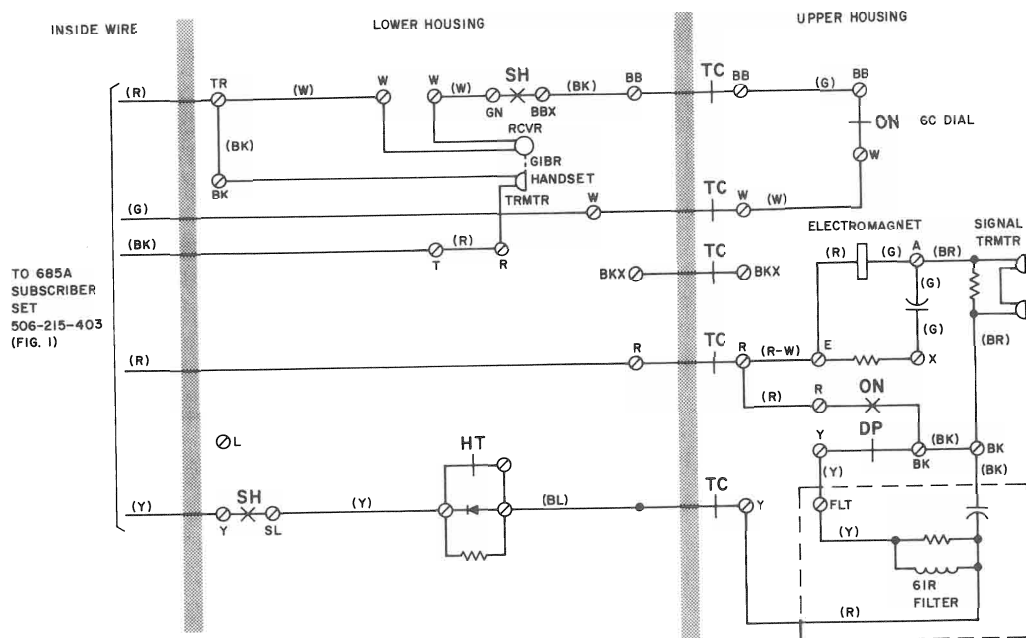 INSIDE WIRE
LOWER HOUSING
UPPER HOUSING
(R)
TR
(W)
W
W
(W)
GN
SH
BBX
(BK)
BB
TC
BB
(G)
BB
ON
6C DIAL
W
RCVR
GIBR
HANDSET
TRMTR
(BK)
BK
(G)
W
TC
W
(W)
(BK)
T
(R)
R
BKX
TC
BKX
ELECTROMAGNET
SIGNAL
TRMTR
(R)
(G)
A
(BR)
(G)
(G)
(BR)
TO 685A
SUBSCRIBER
SET
506-215-403
(FIG. 1)
(R)
R
TC
R
(R-W)
E
X
(R)
R
ON
L
HT
Y
DP
BK
(BK)
BK
(Y)
(BK)
(Y)
Y
SH
SL
(Y)
(BL)
TC
Y
FLT
(Y)
61R
FILTER
(R)